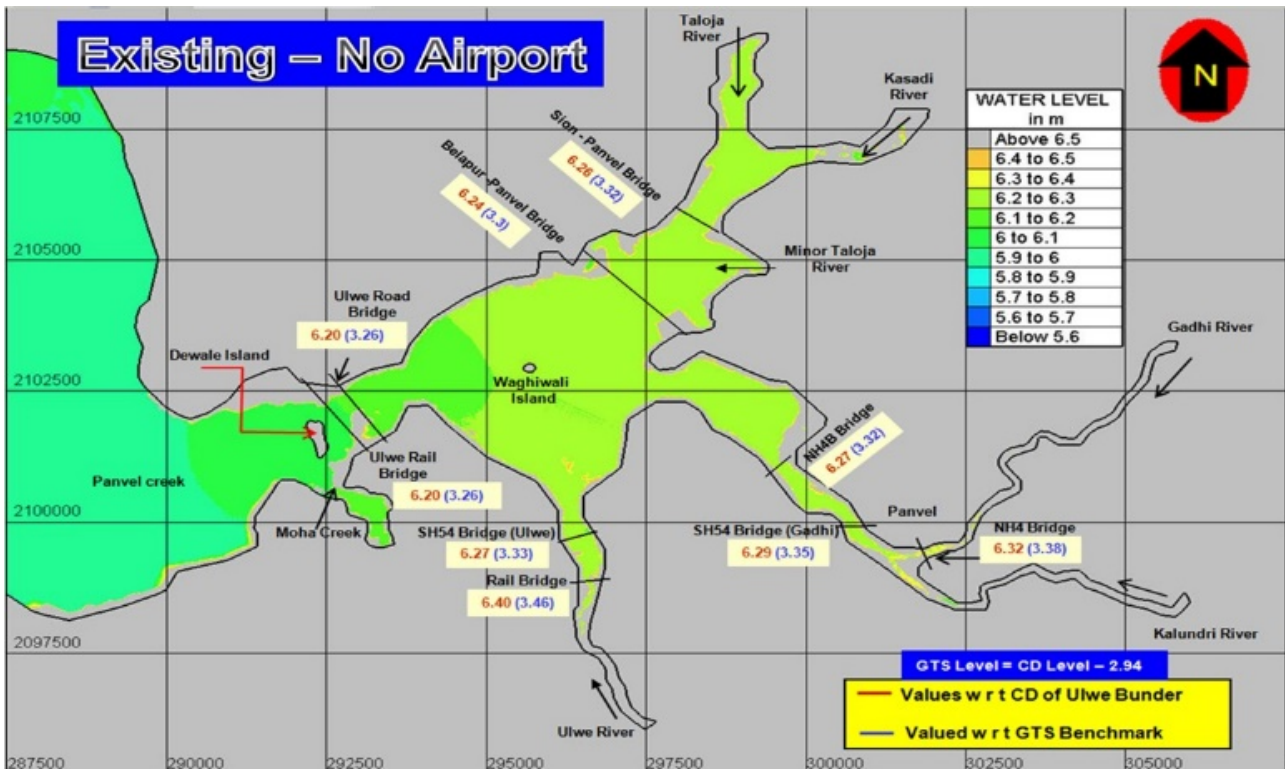 Existing – No Airport
Taloja
River
Kasadi
River
N
WATER LEVEL
in m
Above 6.5
6.4 to 6.5
6.3 to 6.4
6.2 to 6.3
6.1 to 6.2
6 to 6.1
5.9 to 6
5.8 to 5.9
5.7 to 5.8
5.6 to 5.7
Below 5.6
2107500
Sion - Panvel Bridge
6.26 (3.32)
Belapur-Panvel Bridge
6.24 (3.3)
2105000
Minor Taloja
River
Ulwe Road
Bridge
6.20 (3.26)
Gadhi River
Dewale Island
2102500
Waghiwali
Island
NH4B Bridge
6.27 (3.32)
Ulwe Rail
Bridge
6.20 (3.26)
Panvel creek
2100000
Moha Creek
SH54 Bridge (Ulwe)
6.27 (3.33)
SH54 Bridge (Gadhi)
6.29 (3.35)
Panvel
NH4 Bridge
6.32 (3.38)
Rail Bridge
6.40 (3.46)
2097500
Kalundri River
Ulwe River
GTS Level = CD Level – 2.94
Values w r t CD of Ulwe Bunder
Valued w r t GTS Benchmark
287500
290000
292500
295000
297500
300000
302500
305000